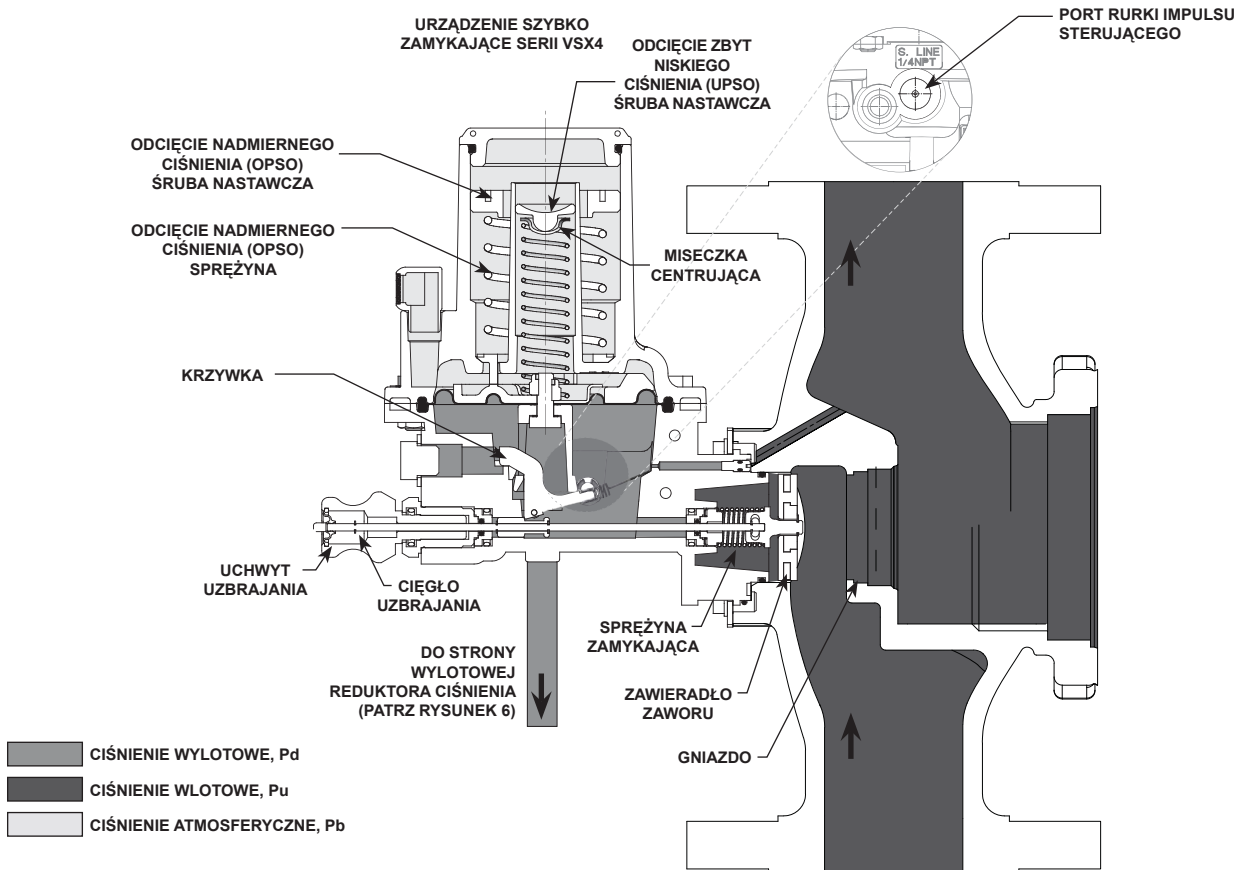 URZĄDZENIE SZYBKO
ZAMYKAJĄCE SERII VSX4
ODCIĘCIE ZBYT
NISKIEGO
CIŚNIENIA (UPSO)
ŚRUBA NASTAWCZA
PORT RURKI IMPULSU
STERUJĄCEGO
S. LINE
1/4NPT
ODCIĘCIE NADMIERNEGO
CIŚNIENIA (OPSO)
ŚRUBA NASTAWCZA
ODCIĘCIE NADMIERNEGO
CIŚNIENIA (OPSO)
SPRĘŻYNA
MISECZKA
CENTRUJĄCA
KRZYWKA
UCHWYT
UZBRAJANIA
CIĘGŁO
UZBRAJANIA
SPRĘŻYNA
ZAMYKAJĄCA
DO STRONY
WYLOTOWEJ
REDUKTORA CIŚNIENIA
(PATRZ RYSUNEK 6)
ZAWIERADŁO
ZAWORU
GNIAZDO
CIŚNIENIE WYLOTOWE, Pd
CIŚNIENIE WLOTOWE, Pu
CIŚNIENIE ATMOSFERYCZNE, Pb